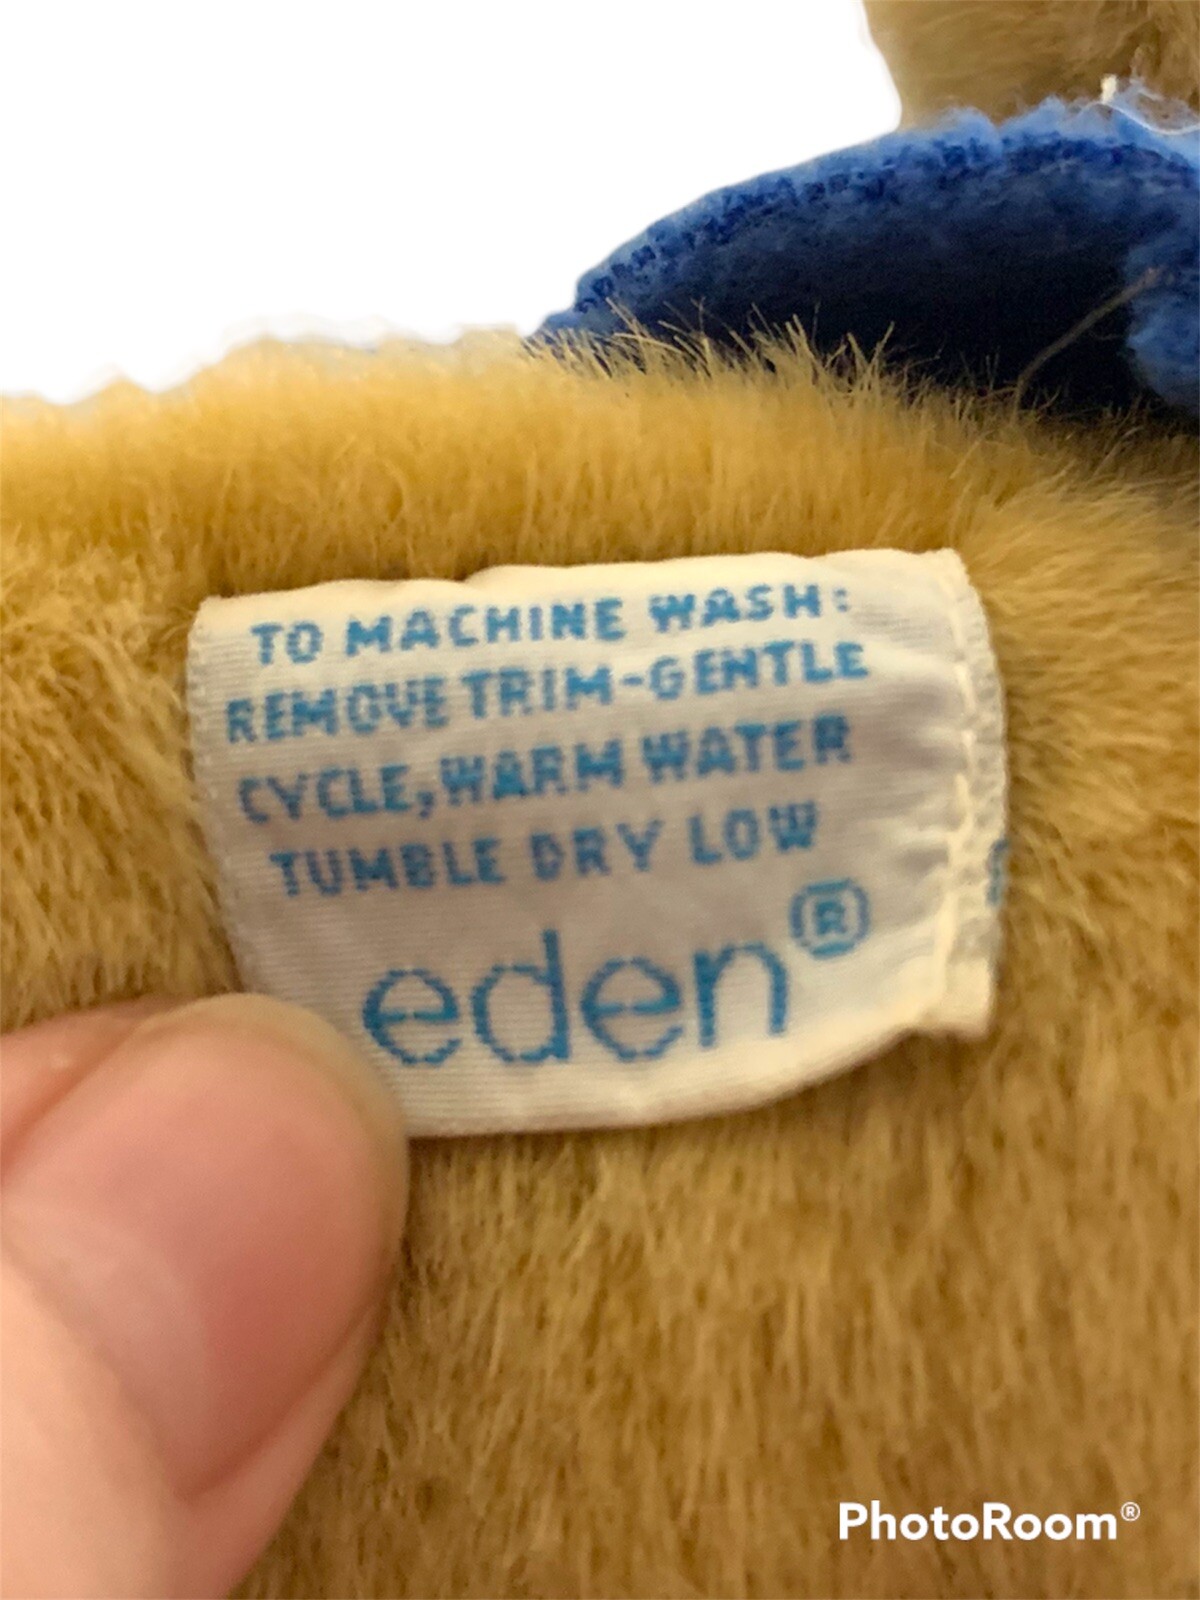 TO MACHINE WASH:
REMOVE TRIM-GENTLE
CYCLE, WARM WATER
TUMBLE DRY LOW
eden®
PhotoRoom®